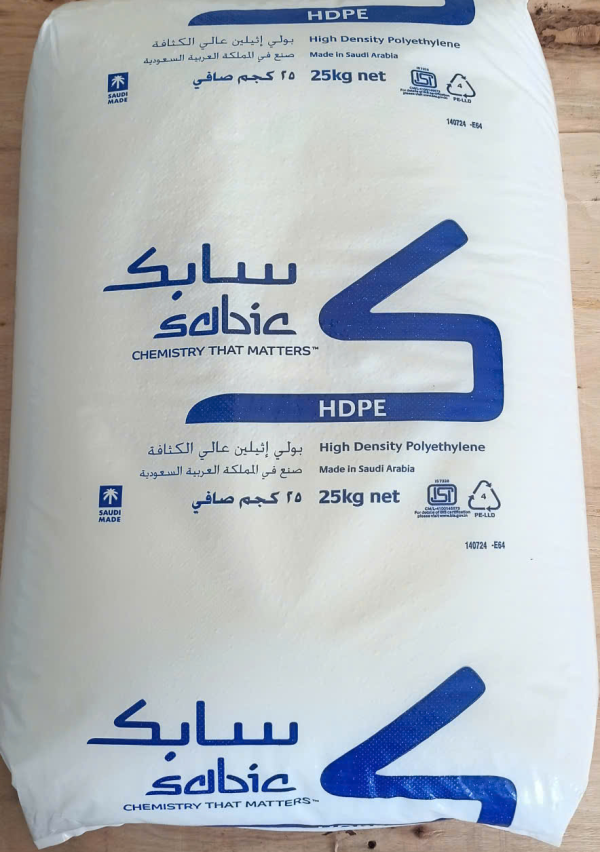 HDPE
بولي إثيلين عالي الكثافة High Density Polyethylene
صنع في المملكة العربية السعودية Made in Saudi Arabia
٢٥ كجم صافي 25kg net
SAUDI
MADE
4
PE-LLD
140724 -E64
سابك
sabic
CHEMISTRY THAT MATTERS™
HDPE
بولي إثيلين عالي الكثافة High Density Polyethylene
صنع في المملكة العربية السعودية Made in Saudi Arabia
٢٥ كجم صافي 25kg net
SAUDI
MADE
ISI
4
PE-LLD
140724 -E64
سابك
sabic
CHEMISTRY THAT MATTERS™